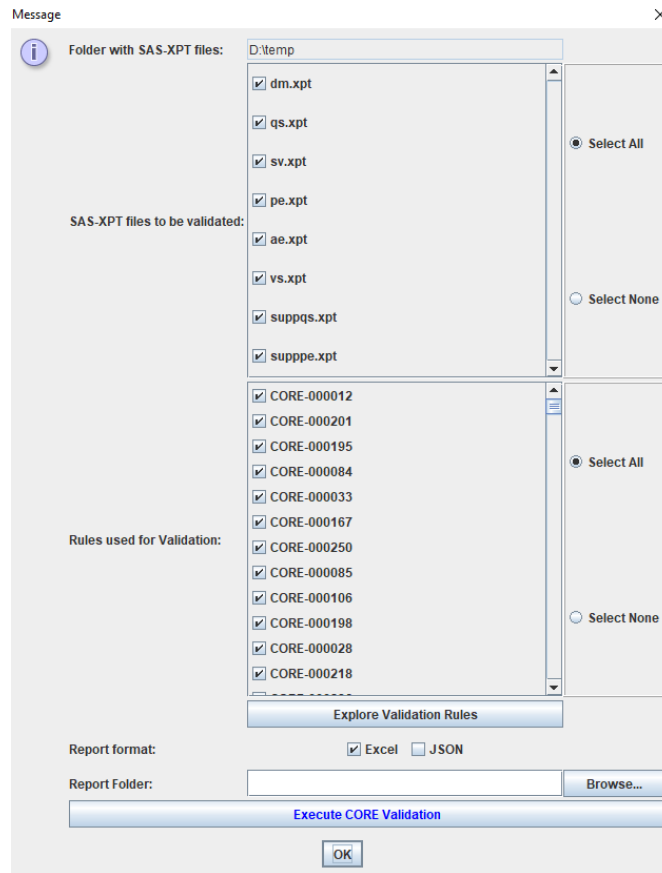 Message
Folder with SAS-XPT files: D:\temp
dm.xpt
qs.xpt
Select All
sv.xpt
pe.xpt
SAS-XPT files to be validated:
ae.xpt
vs.xpt
Select None
suppqs.xpt
supppe.xpt
CORE-000012
CORE-000201
CORE-000195
Select All
CORE-000084
CORE-000033
CORE-000167
Rules used for Validation:
CORE-000250
CORE-000085
CORE-000106
Select None
CORE-000198
CORE-000028
CORE-000218
Explore Validation Rules
Report format: Excel JSON
Report Folder: Browse...
Execute CORE Validation
OK